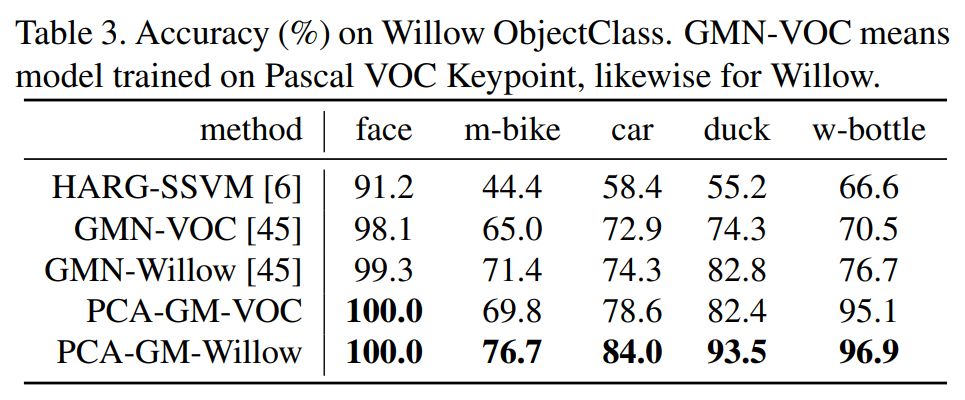 Table 3. Accuracy (%) on Willow ObjectClass. GMN-VOC means
model trained on Pascal VOC Keypoint, likewise for Willow.
method face m-bike car duck w-bottle
HARG-SSVM [6] 91.2 44.4 58.4 55.2 66.6
GMN-VOC [45] 98.1 65.0 72.9 74.3 70.5
GMN-Willow [45] 99.3 71.4 74.3 82.8 76.7
PCA-GM-VOC 100.0 69.8 78.6 82.4 95.1
PCA-GM-Willow 100.0 76.7 84.0 93.5 96.9